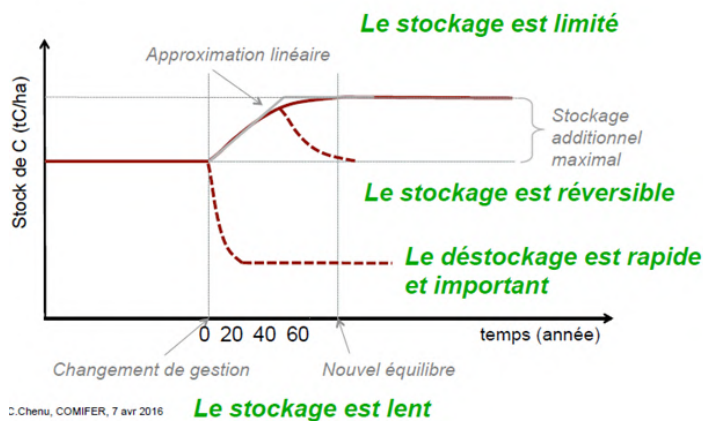 Le stockage est limité
Approximation linéaire
Stock de C (tC/ha)
Stockage
additionnel
maximal
Le stockage est réversible
Le déstockage est rapide
et important
0 20 40 60
temps (année)
Changement de gestion
Nouvel équilibre
C.Chenu, COMIFER, 7 avr 2016
Le stockage est lent